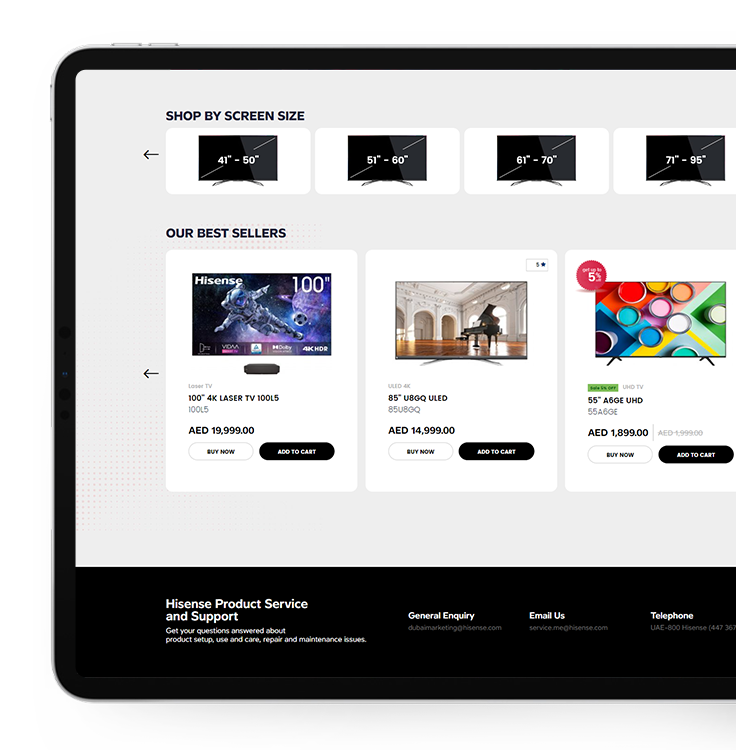 SHOP BY SCREEN SIZE
41" - 50"
51" - 60"
61" - 70"
71" - 95"
OUR BEST SELLERS
Hisense
100"
VIDAA
Dolby
4K HDR
5
get up to
5%
Laser TV
100" 4K LASER TV 100L5
100L5
AED 19,999.00
BUY NOW
ADD TO CART
ULED 4K
85" U8GQ ULED
85U8GQ
AED 14,999.00
BUY NOW
ADD TO CART
Sale 5% OFF
UHD TV
55" A6GE UHD
55A6GE
AED 1,899.00
AED 1,999.00
BUY NOW
ADD TO CART
Hisense Product Service
and Support
Get your questions answered about
product setup, use and care, repair and maintenance issues.
General Enquiry
dubaimarketing@hisense.com
Email Us
service.me@hisense.com
Telephone
UAE-800 Hisense (447 367